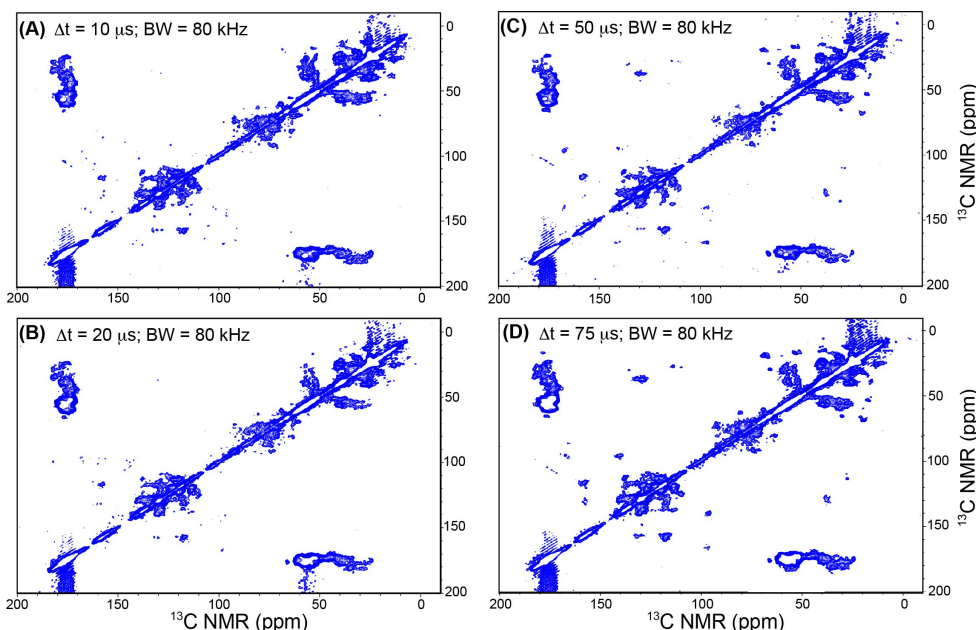 (A) Δt = 10 μs; BW = 80 kHz
0
50
100
150
200
200 150 100 50 0
(C) Δt = 50 μs; BW = 80 kHz
0
50
100
150
200
200 150 100 50 0
¹³C NMR (ppm)
(B) Δt = 20 μs; BW = 80 kHz
0
50
100
150
200
200 150 100 50 0
¹³C NMR (ppm)
(D) Δt = 75 μs; BW = 80 kHz
0
50
100
150
200
200 150 100 50 0
¹³C NMR (ppm)
¹³C NMR (ppm)